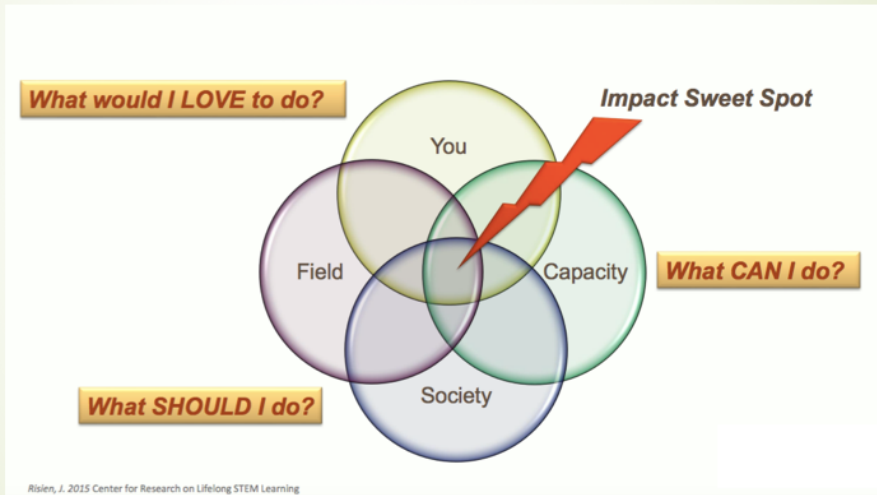 What would I LOVE to do?
Impact Sweet Spot
You
Field
Capacity
What CAN I do?
Society
What SHOULD I do?
Risien, J. 2015 Center for Research on Lifelong STEM Learning